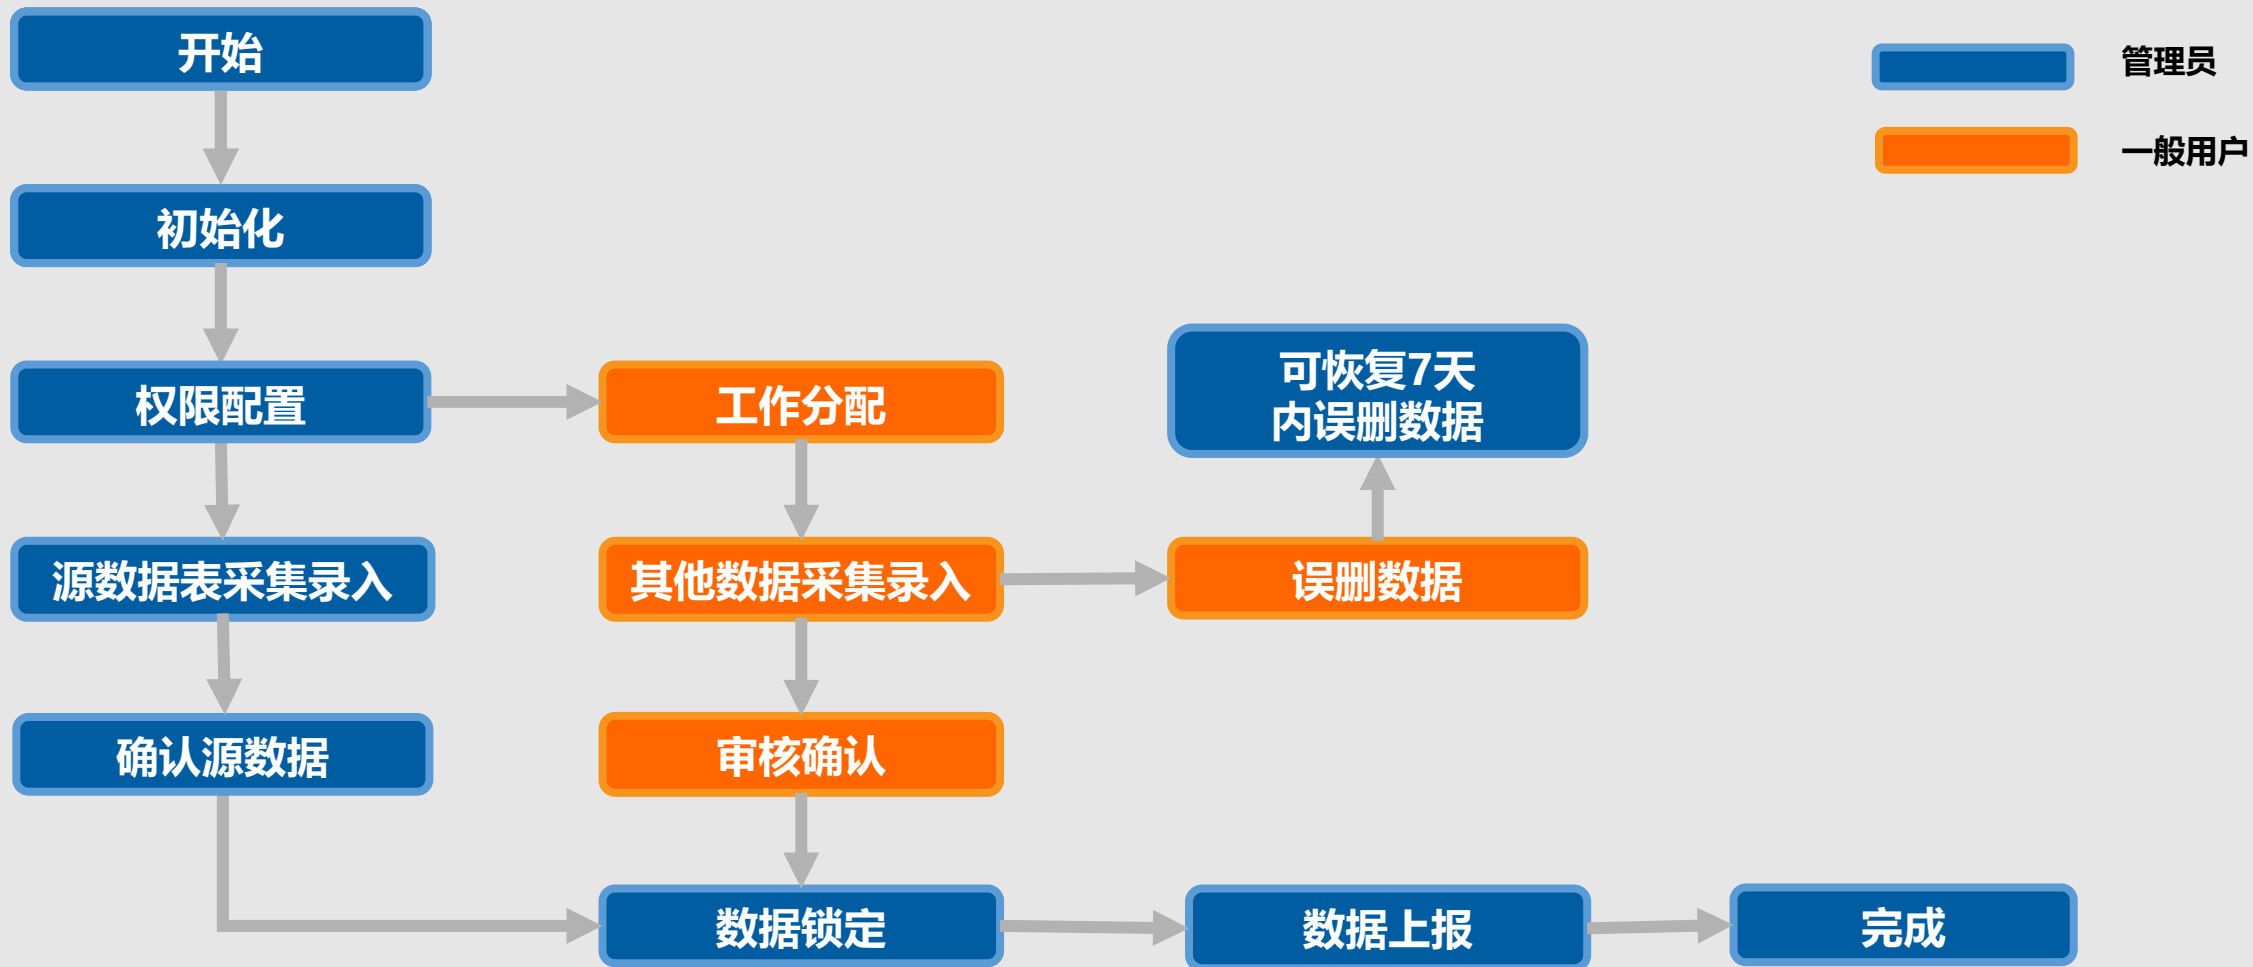 开始
管理员
一般用户
初始化
权限配置
工作分配
可恢复7天
内误删数据
源数据表采集录入
其他数据采集录入
误删数据
确认源数据
审核确认
数据锁定
数据上报
完成